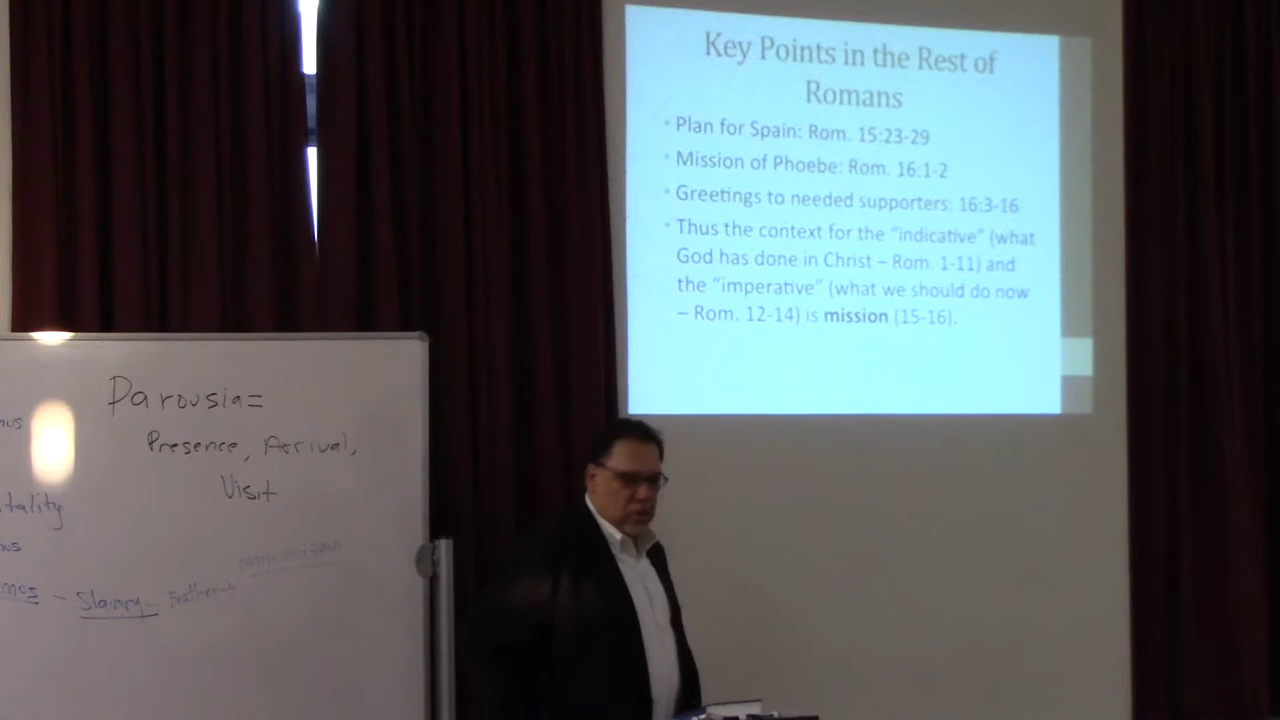 Key Points in the Rest of
Romans
• Plan for Spain: Rom. 15:23-29
• Mission of Phoebe: Rom. 16:1-2
• Greetings to needed supporters: 16:3-16
• Thus the context for the “indicative” (what
God has done in Christ – Rom. 1-11) and
the “imperative” (what we should do now
– Rom. 12-14) is mission (15-16).
Parousia=
Presence, Arrival,
Visit
tality
Slavery - Brother